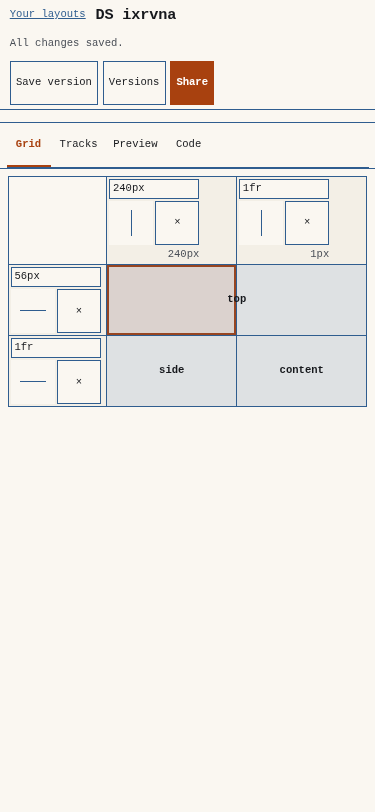 Your layouts DS ixrvna
All changes saved.
Save version Versions Share
Grid Tracks Preview Code
240px 1fr
× ×
240px 1px
56px
× top
1fr
× side content